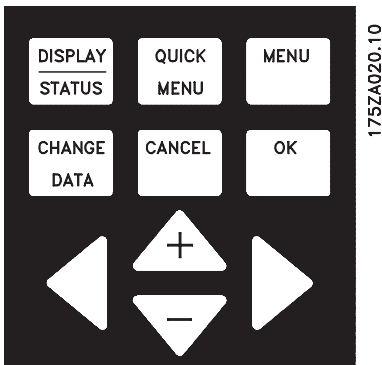 DISPLAY
STATUS
QUICK
MENU
MENU
CHANGE
DATA
CANCEL
OK
+
−
175ZA020.10